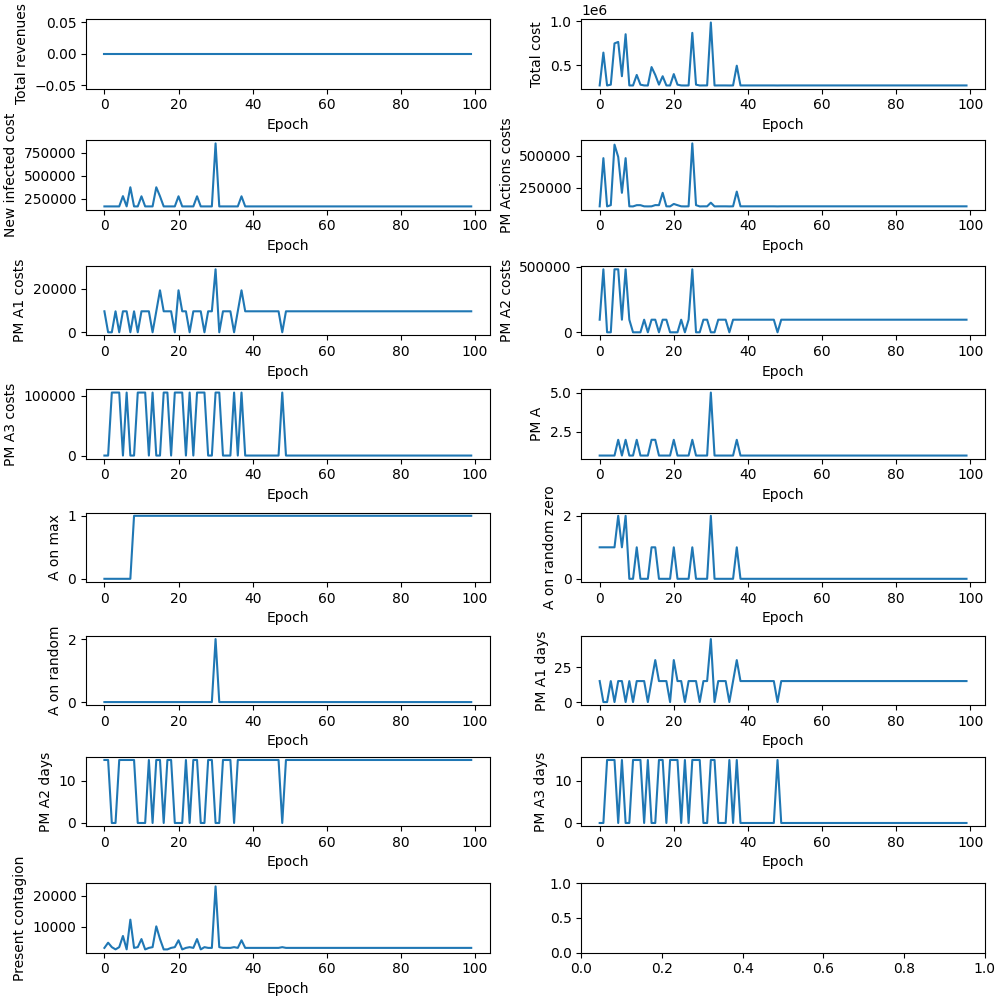 Total revenues
0.05
0.00
−0.05
0 20 40 60 80 100
Epoch
1e6
Total cost
1.0
0.5
0 20 40 60 80 100
Epoch
New infected cost
750000
500000
250000
0 20 40 60 80 100
Epoch
PM Actions costs
500000
250000
0 20 40 60 80 100
Epoch
PM A1 costs
20000
0
0 20 40 60 80 100
Epoch
PM A2 costs
500000
0
0 20 40 60 80 100
Epoch
PM A3 costs
100000
0
0 20 40 60 80 100
Epoch
PM A
5.0
2.5
0 20 40 60 80 100
Epoch
A on max
1
0
0 20 40 60 80 100
Epoch
A on random zero
2
0
0 20 40 60 80 100
Epoch
A on random
2
0
0 20 40 60 80 100
Epoch
PM A1 days
25
0
0 20 40 60 80 100
Epoch
PM A2 days
10
0
0 20 40 60 80 100
Epoch
PM A3 days
10
0
0 20 40 60 80 100
Epoch
Present contagion
20000
10000
0 20 40 60 80 100
Epoch
1.0
0.5
0.0
0.0 0.2 0.4 0.6 0.8 1.0